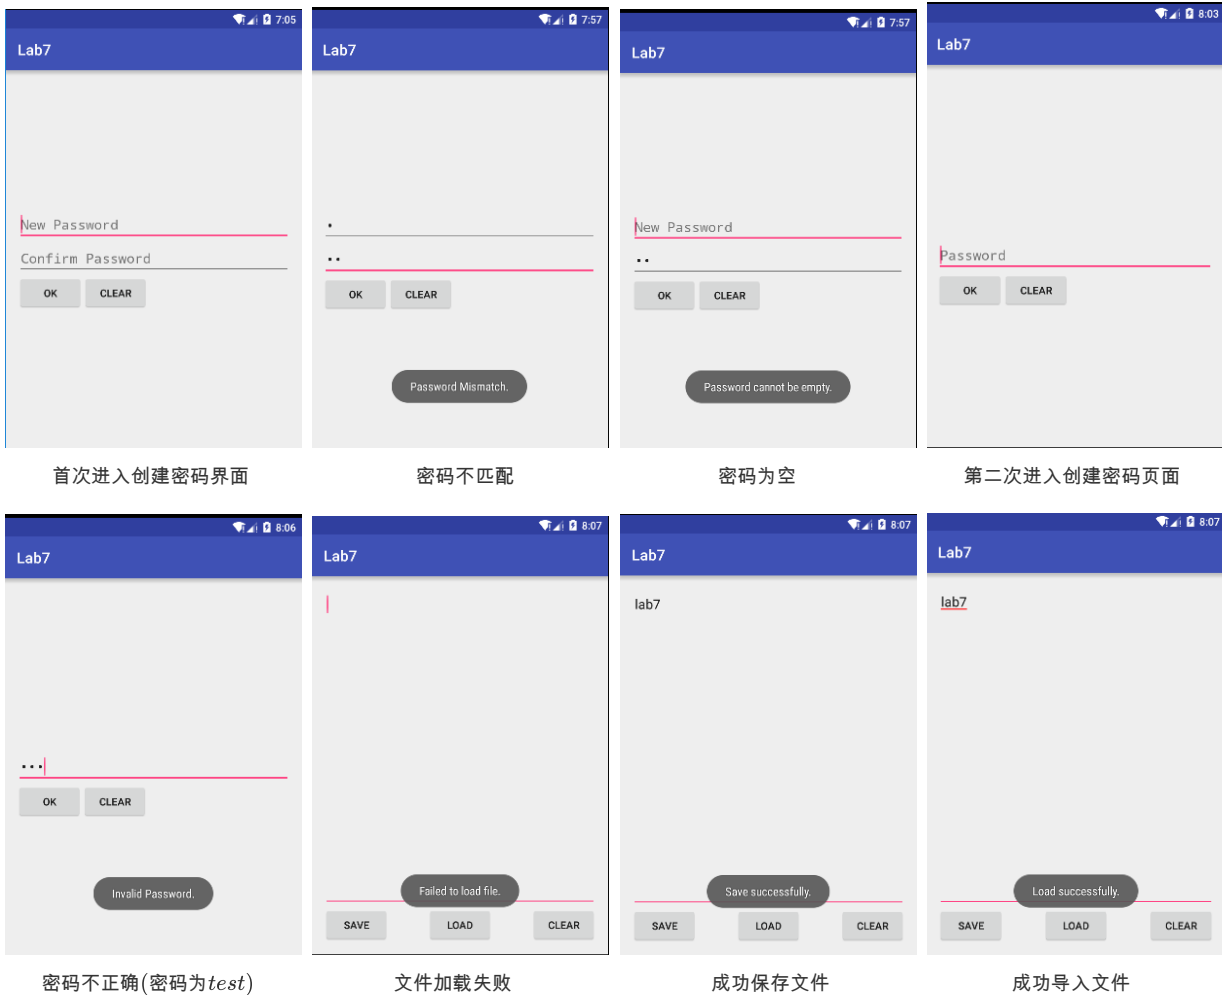 7:05
Lab7
New Password
Confirm Password
OK CLEAR
首次进入创建密码界面
7:57
Lab7
OK CLEAR
Password Mismatch.
密码不匹配
7:57
Lab7
New Password
OK CLEAR
Password cannot be empty.
密码为空
8:03
Lab7
Password
OK CLEAR
第二次进入创建密码页面
8:06
Lab7
OK CLEAR
Invalid Password.
密码不正确(密码为test)
8:07
Lab7
Failed to load file.
SAVE LOAD CLEAR
文件加载失败
8:07
Lab7
lab7
Save successfully.
SAVE LOAD CLEAR
成功保存文件
8:07
Lab7
lab7
Load successfully.
SAVE LOAD CLEAR
成功导入文件